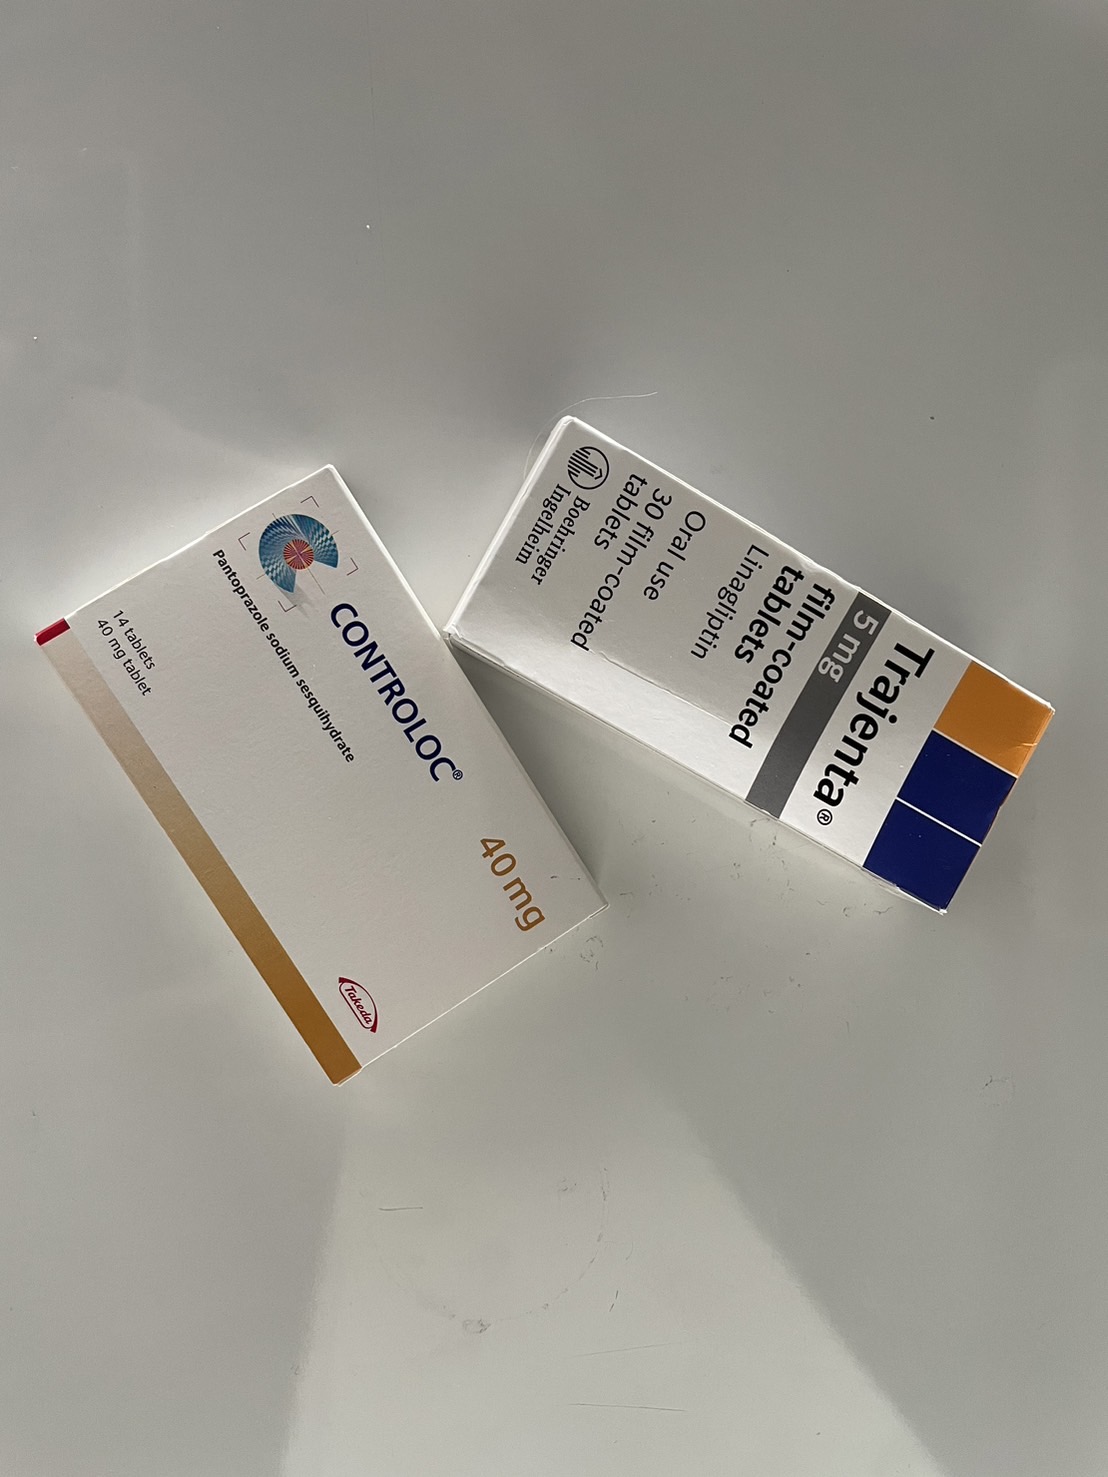 CONTROLOC®
40 mg
Pantoprazole sodium sesquihydrate
14 tablets
40 mg tablet
Takeda
Trajenta®
5 mg
film-coated
tablets
Linagliptin
Oral use
30 film-coated
tablets
Boehringer
Ingelheim